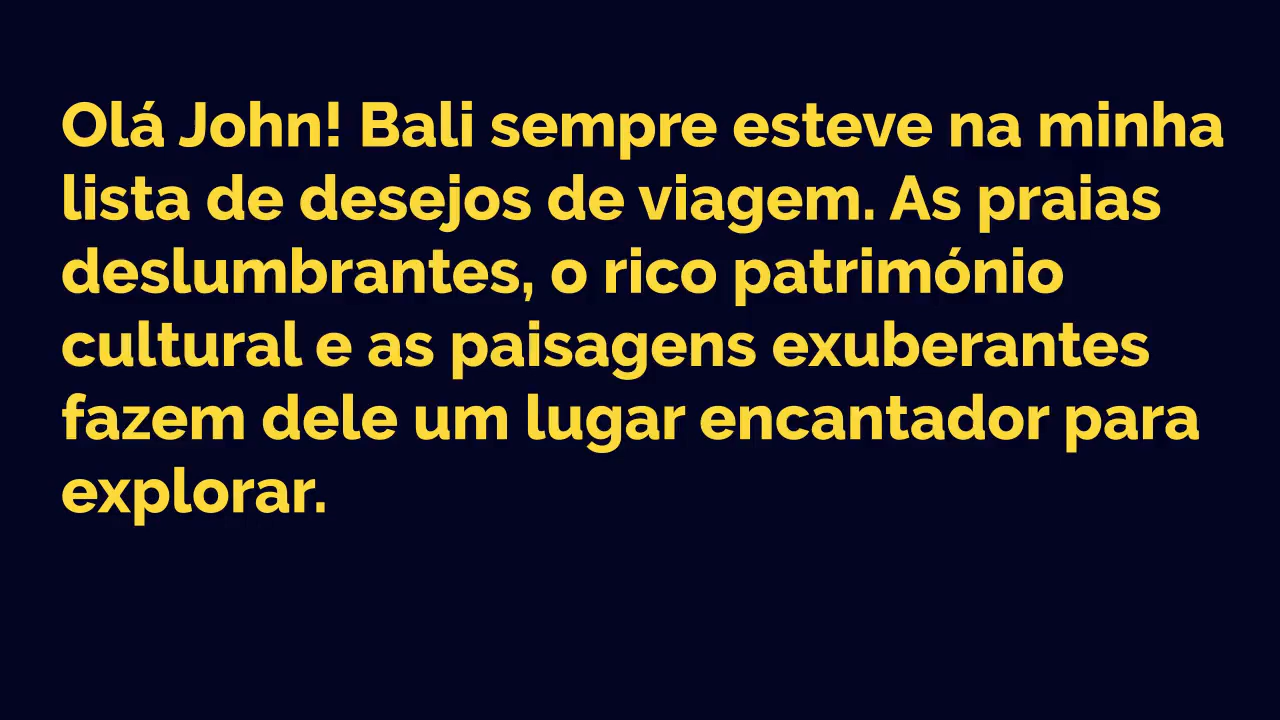 Olá John! Bali sempre esteve na minha
lista de desejos de viagem. As praias
deslumbrantes, o rico património
cultural e as paisagens exuberantes
fazem dele um lugar encantador para
explorar.